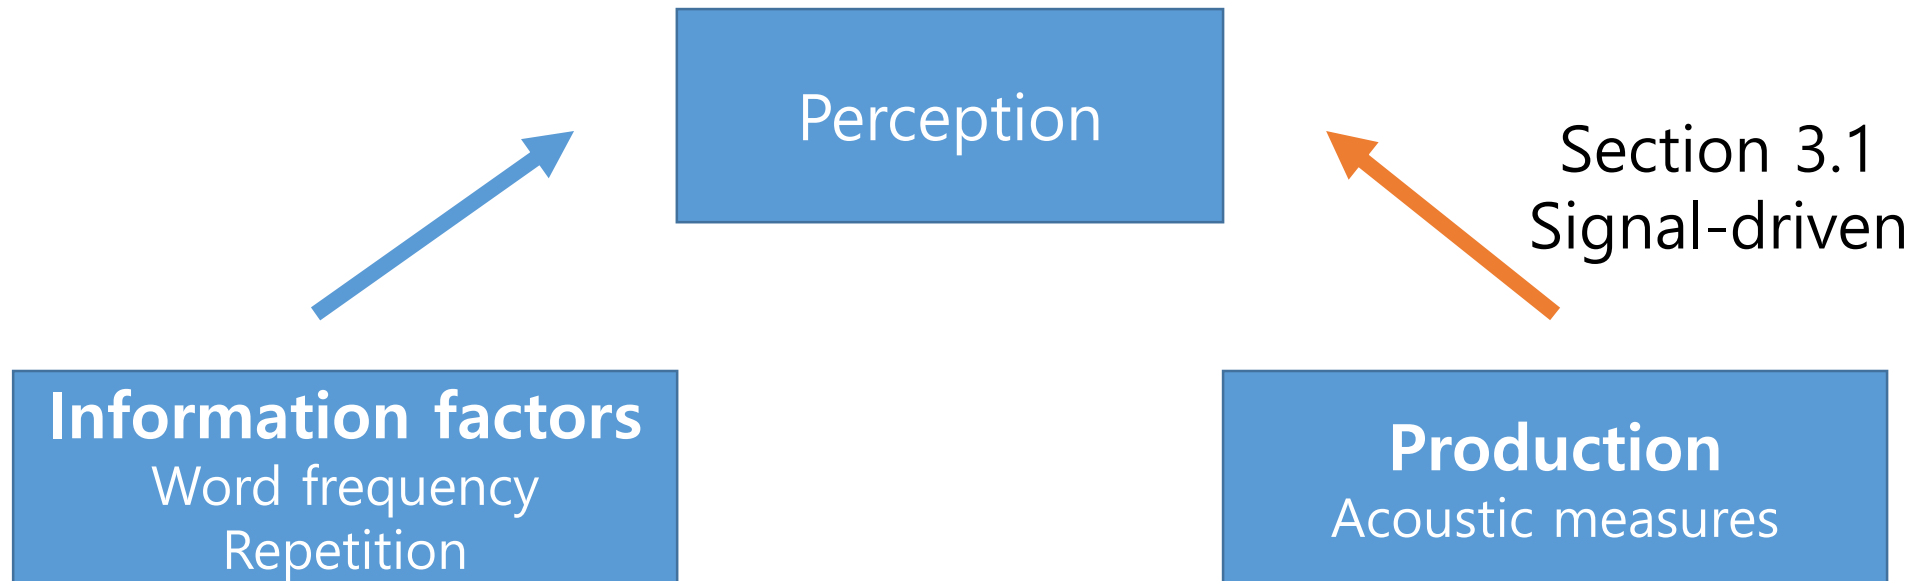 Perception
Section 3.1
Signal-driven
Information factors
Word frequency
Repetition
Production
Acoustic measures